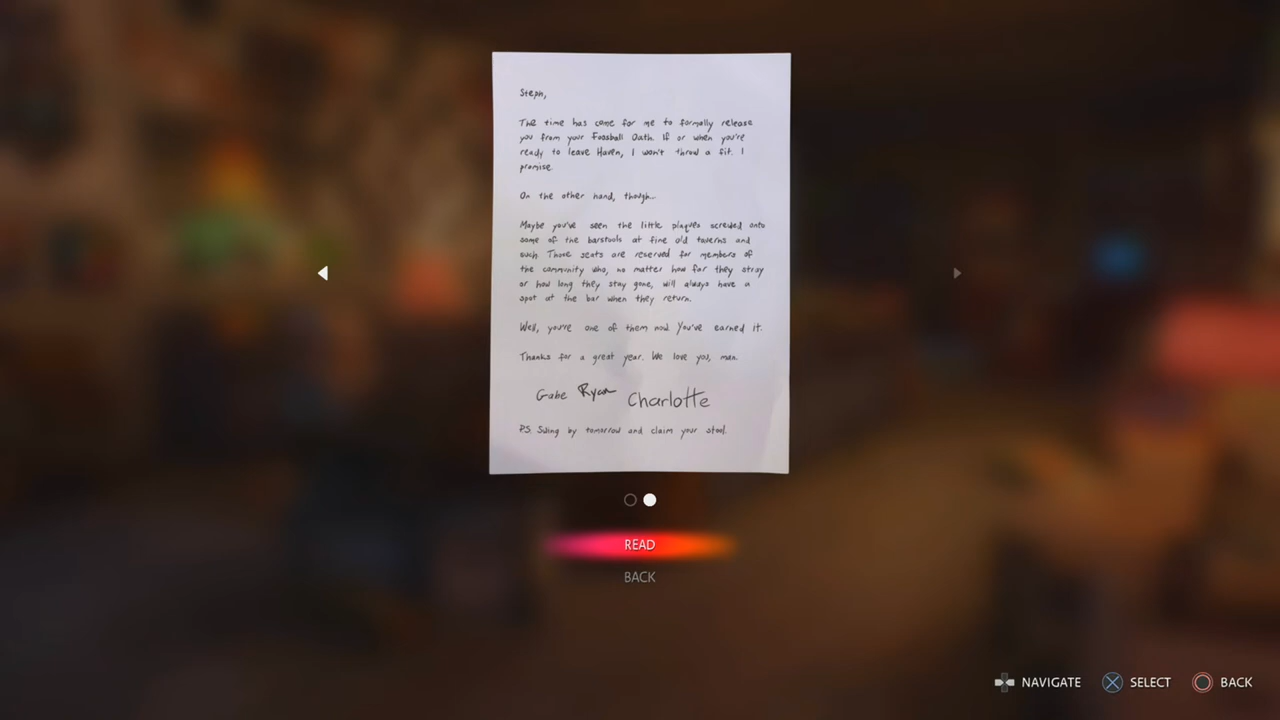 Steph,
The time has come for me to formally release
you from your Foosball Oath. If or when you're
ready to leave Haven, I won't throw a fit. I
promise.
On the other hand, though...
Maybe you've seen the little plaques screwed onto
some of the barstools at fine old taverns and
such. Those seats are reserved for members of
the community who, no matter how far they stray
or how long they stay gone, will always have a
spot at the bar when they return.
Well, you're one of them now. You've earned it.
Thanks for a great year. We love you, man.
Gabe Ryan Charlotte
P.S. Swing by tomorrow and claim your stool.
READ
BACK
NAVIGATE SELECT BACK